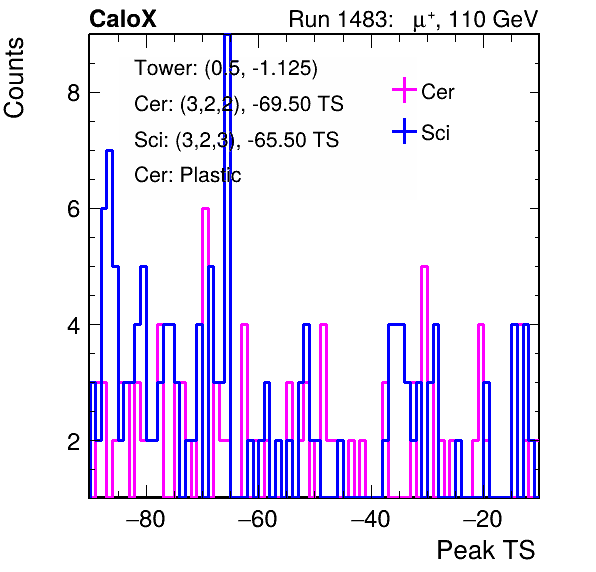 CaloX Run 1483: μ⁺, 110 GeV
Counts
Tower: (0.5, -1.125)
Cer: (3,2,2), -69.50 TS
Sci: (3,2,3), -65.50 TS
Cer: Plastic
Cer
Sci
8
6
4
2
−80 −60 −40 −20
Peak TS